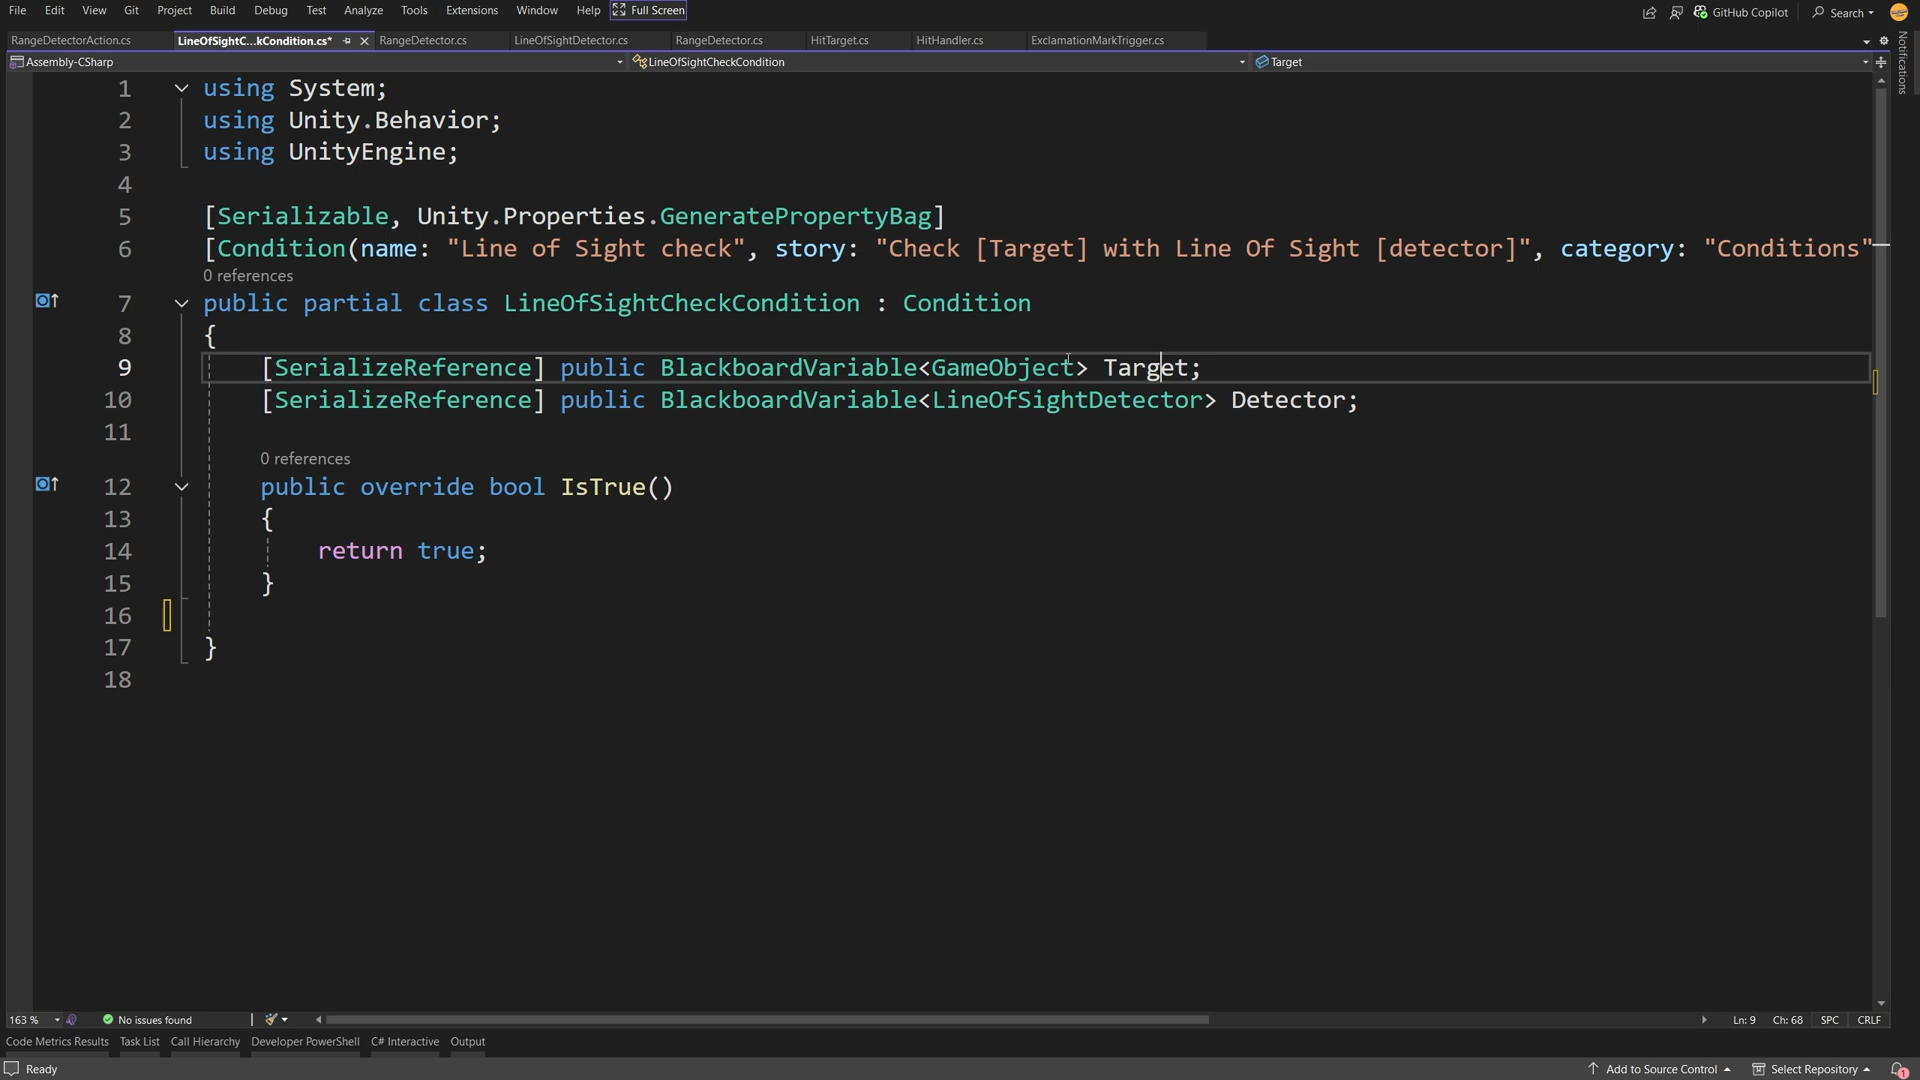 File Edit View Git Project Build Debug Test Analyze Tools Extensions Window Help Full Screen GitHub Copilot Search
RangeDetectorAction.cs LineOfSightC...kCondition.cs* RangeDetector.cs LineOfSightDetector.cs RangeDetector.cs HitTarget.cs HitHandler.cs ExclamationMarkTrigger.cs
Notifications
Assembly-CSharp LineOfSightCheckCondition Target
1 using System;
2 using Unity.Behavior;
3 using UnityEngine;
4
5 [Serializable, Unity.Properties.GeneratePropertyBag]
6 [Condition(name: "Line of Sight check", story: "Check [Target] with Line Of Sight [detector]", category: "Conditions"
0 references
7 public partial class LineOfSightCheckCondition : Condition
8 {
9 [SerializeReference] public BlackboardVariable<GameObject> Target;
10 [SerializeReference] public BlackboardVariable<LineOfSightDetector> Detector;
11
0 references
12 public override bool IsTrue()
13 {
14 return true;
15 }
16
17 }
18
163 % No issues found Ln: 9 Ch: 68 SPC CRLF
Code Metrics Results Task List Call Hierarchy Developer PowerShell C# Interactive Output
Ready Add to Source Control Select Repository 1